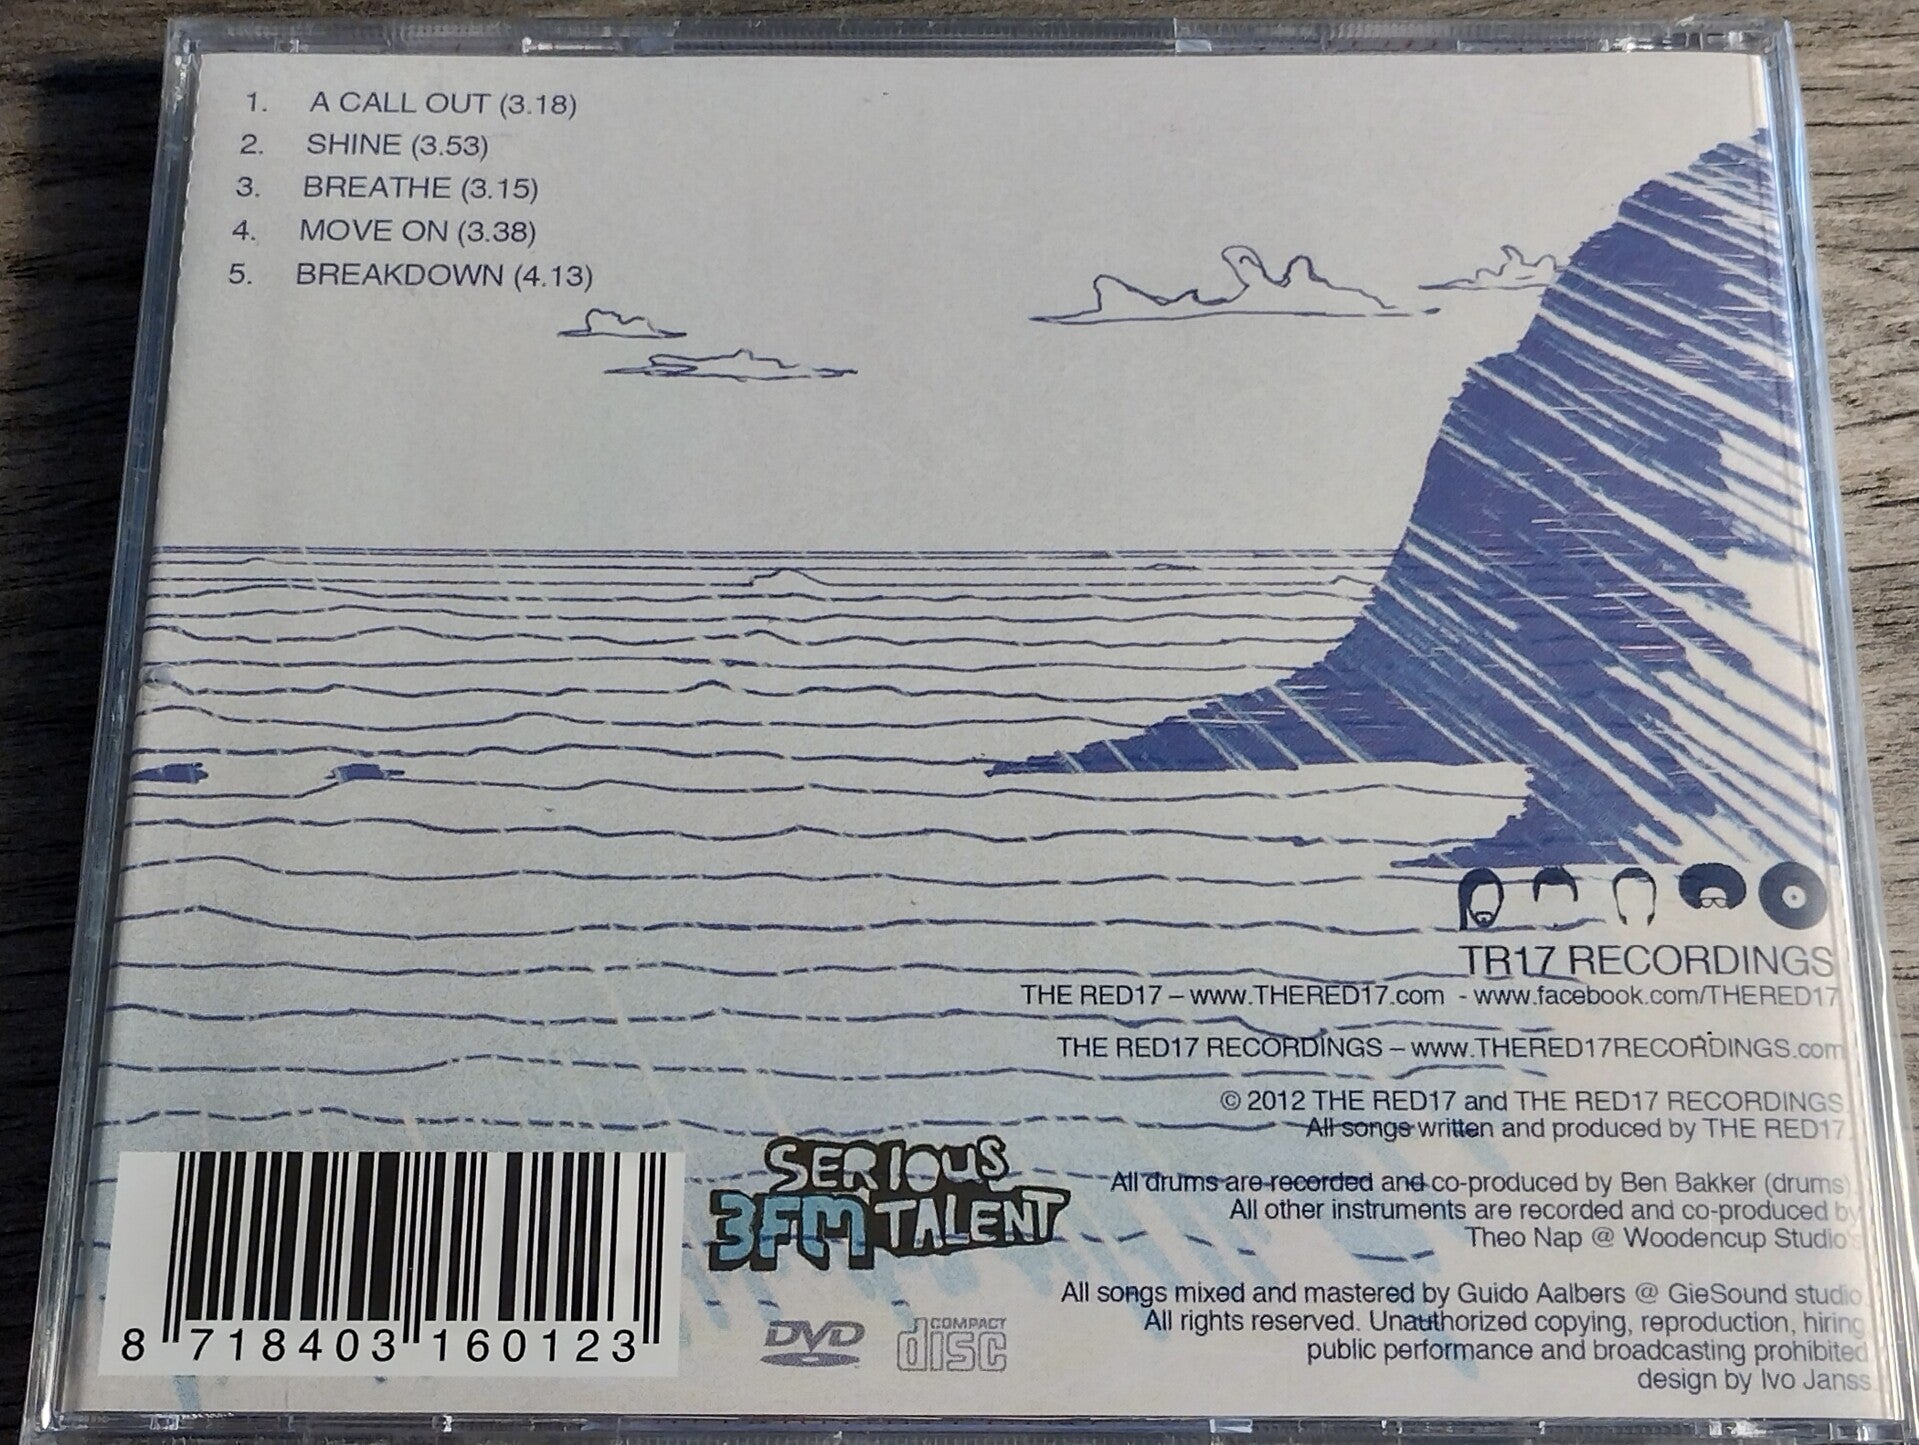 1. A CALL OUT (3.18)
2. SHINE (3.53)
3. BREATHE (3.15)
4. MOVE ON (3.38)
5. BREAKDOWN (4.13)
TR17 RECORDINGS
THE RED17 – www.THERED17.com - www.facebook.com/THERED17
THE RED17 RECORDINGS – www.THERED17RECORDINGS.com
© 2012 THE RED17 and THE RED17 RECORDINGS
All songs written and produced by THE RED17
All drums are recorded and co-produced by Ben Bakker (drums)
All other instruments are recorded and co-produced by
Theo Nap @ Woodencup Studio's
All songs mixed and mastered by Guido Aalbers @ GieSound studio
All rights reserved. Unauthorized copying, reproduction, hiring
public performance and broadcasting prohibited
design by Ivo Janss
SERIOUS
3FM TALENT
DVD
COMPACT
disc
8 718403 160123